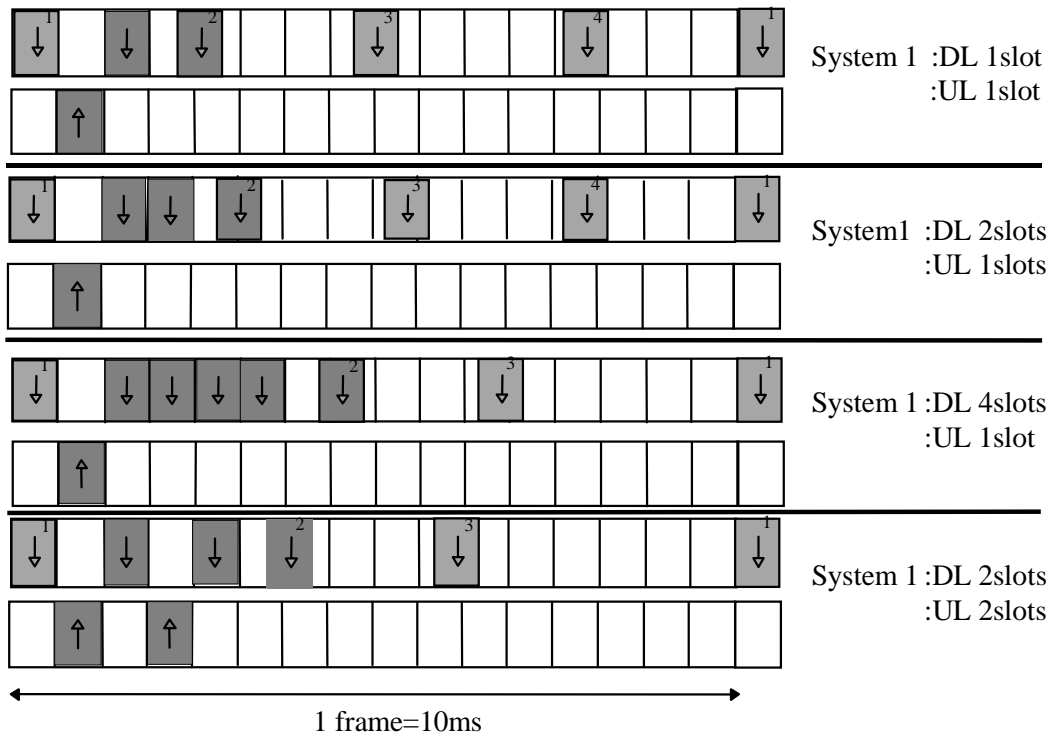 1 2 3 4 1
System 1 :DL 1slot
:UL 1slot
1 2 3 4 1
System1 :DL 2slots
:UL 1slots
1 2 3 1
System 1 :DL 4slots
:UL 1slot
1 2 3 1
System 1 :DL 2slots
:UL 2slots
1 frame=10ms